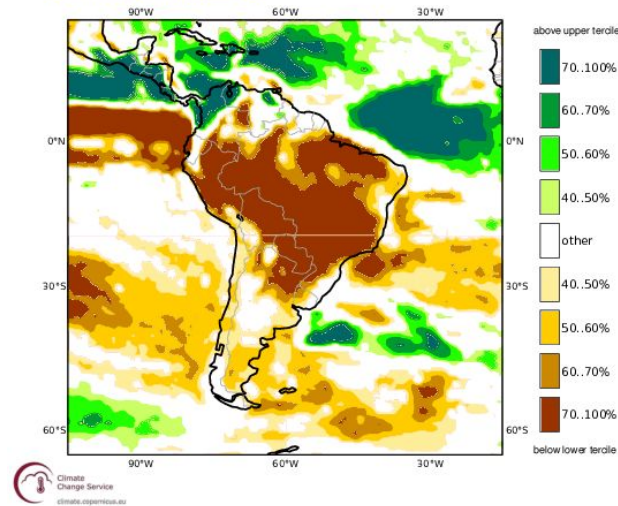 90°W 60°W 30°W
above upper tercile
70..100%
60..70%
50..60%
40..50%
other
40..50%
50..60%
60..70%
70..100%
below lower tercile
0°N 0°N
30°S 30°S
60°S 60°S
90°W 60°W 30°W
Climate
Change Service
climate.copernicus.eu